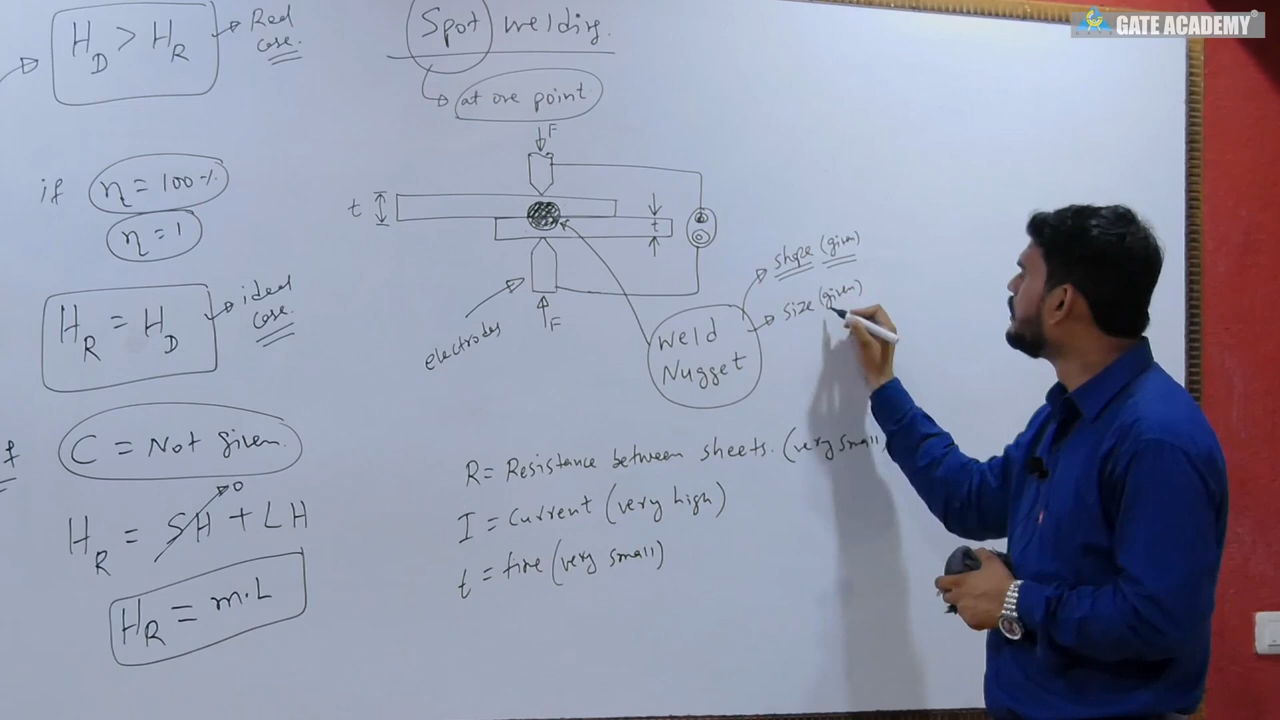 GATE ACADEMY
H_D > H_R
Real case.
if
η = 100%
η = 1
H_R = H_D
ideal case.
If
C = Not given.
H_R = SH + LH
0
H_R = m.L
Spot welding.
at one point
F
t
t
F
electrodes
Weld
Nugget
shape (given)
size (given)
R = Resistance between sheets. (very small)
I = Current (very high)
t = time (very small)